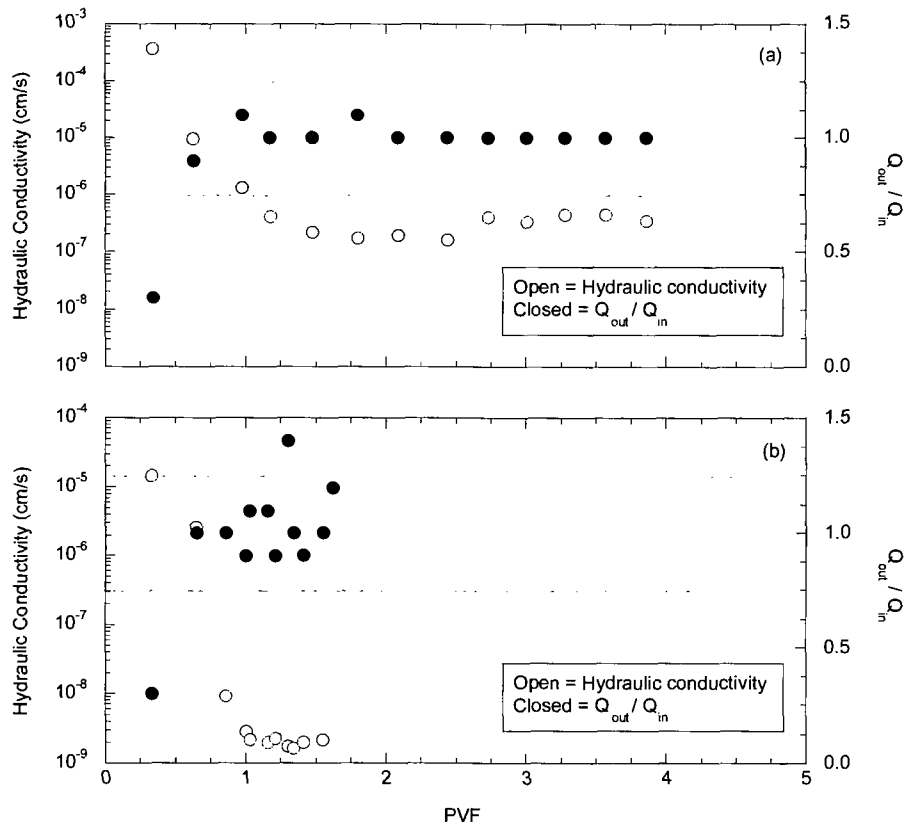 (a)
Hydraulic Conductivity (cm/s)
10⁻³
10⁻⁴
10⁻⁵
10⁻⁶
10⁻⁷
10⁻⁸
10⁻⁹
1.5
1.0
0.5
0.0
Q_out / Q_in
Open = Hydraulic conductivity
Closed = Q_out / Q_in
(b)
Hydraulic Conductivity (cm/s)
10⁻⁴
10⁻⁵
10⁻⁶
10⁻⁷
10⁻⁸
10⁻⁹
1.5
1.0
0.5
0.0
Q_out / Q_in
Open = Hydraulic conductivity
Closed = Q_out / Q_in
0 1 2 3 4 5
PVF